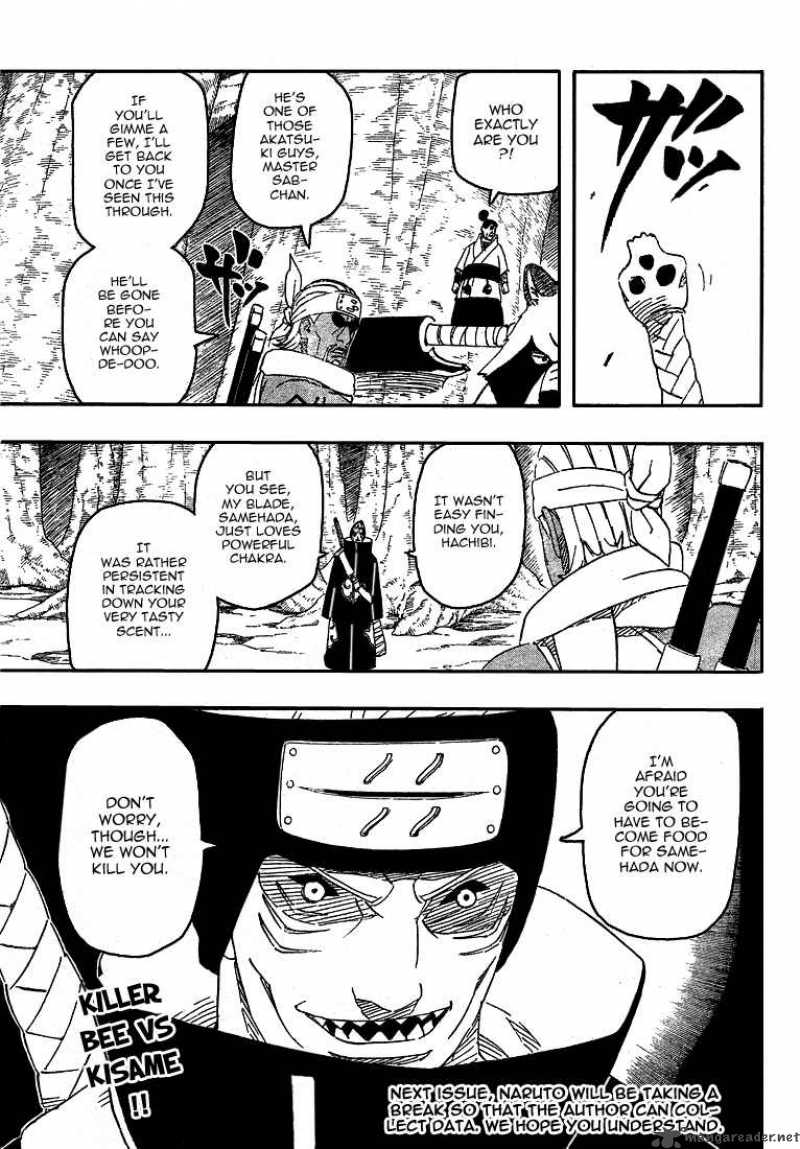 ザッ
WHO
EXACTLY
ARE YOU
?!
HE'S
ONE OF
THOSE
AKATSU-
KI GUYS,
MASTER
SAB-
CHAN.
IF
YOU'LL
GIMME A
FEW, I'LL
GET BACK
TO YOU
ONCE I'VE
SEEN THIS
THROUGH.
ザッ
HE'LL
BE GONE
BEFO-
RE YOU
CAN SAY
WHOOP-
DE-DOO.
IT WASN'T
EASY FIN-
DING YOU,
HACHIBI.
BUT
YOU SEE,
MY BLADE,
SAMEHADA,
JUST LOVES
POWERFUL
CHAKRA.
IT
WAS RATHER
PERSISTENT
IN TRACKING
DOWN YOUR
VERY TASTY
SCENT...
I'M
AFRAID
YOU'RE
GOING TO
HAVE TO BE-
COME FOOD
FOR SAME-
HADA NOW.
DON'T
WORRY,
THOUGH...
WE WON'T
KILL YOU.
KILLER
BEE VS
KISAME
!!
NEXT ISSUE, NARUTO WILL BE TAKING A
BREAK SO THAT THE AUTHOR CAN COL-
LECT DATA. WE HOPE YOU UNDERSTAND.
mangareader.net